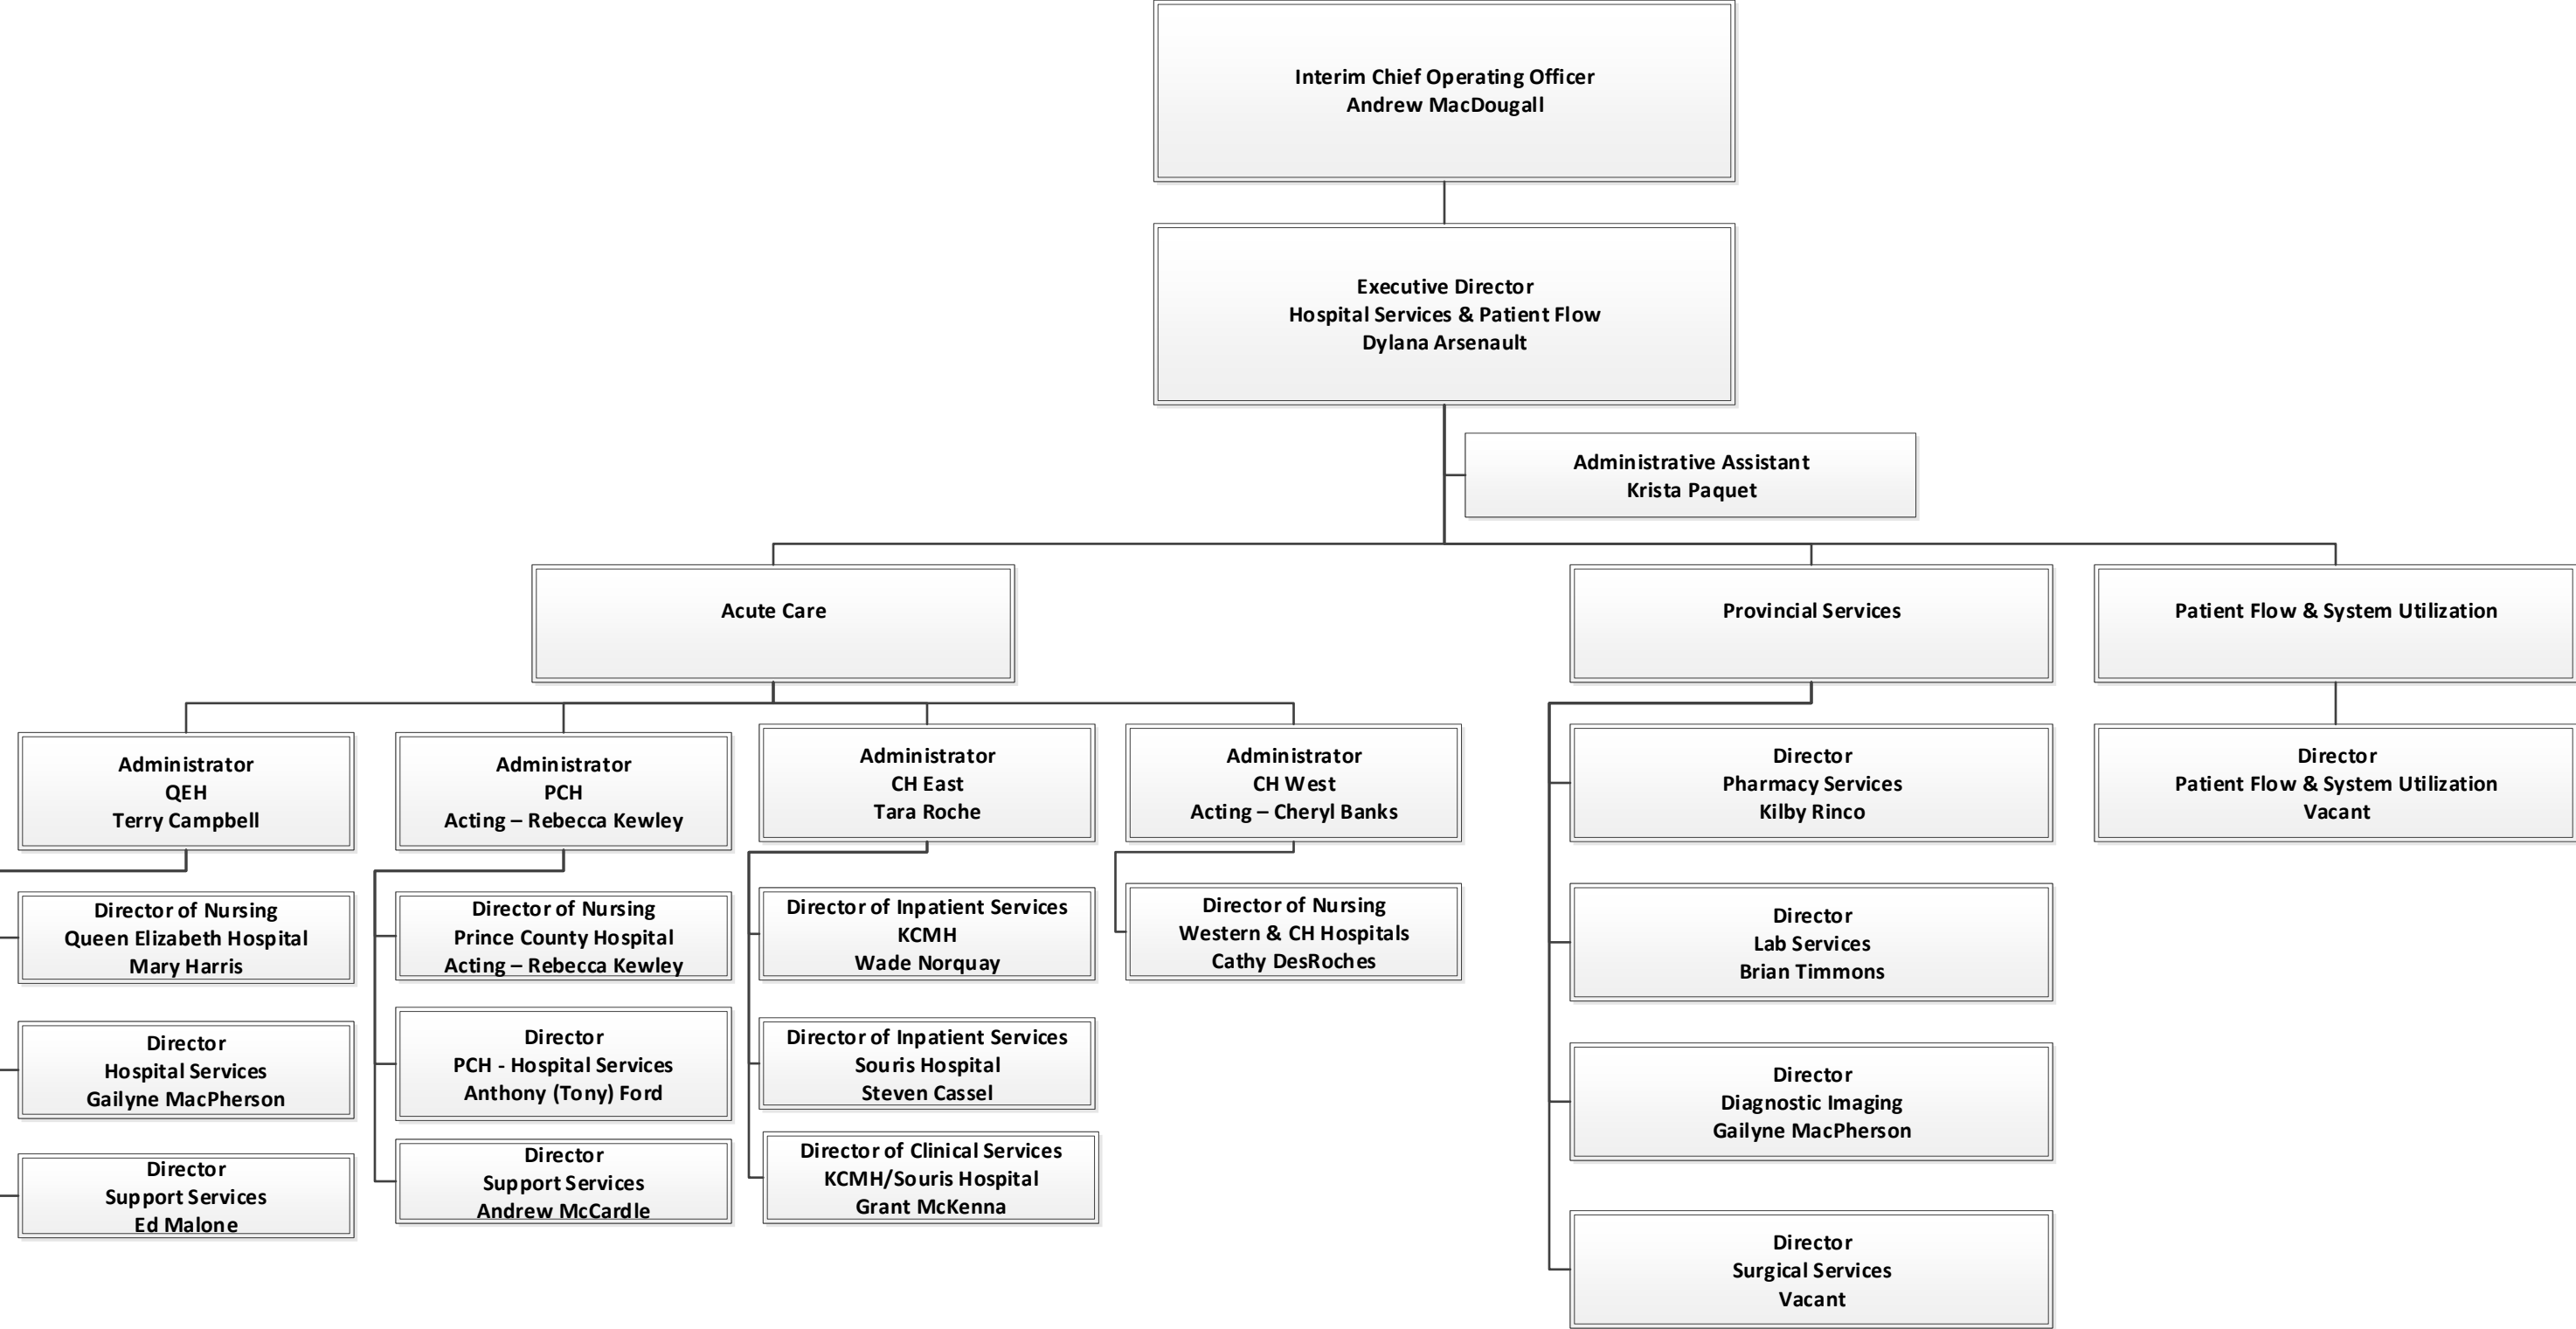 Interim Chief Operating Officer
Andrew MacDougall
Executive Director
Hospital Services & Patient Flow
Dylana Arsenault
Administrative Assistant
Krista Paquet
Acute Care
Provincial Services
Patient Flow & System Utilization
Administrator
QEH
Terry Campbell
Administrator
PCH
Acting – Rebecca Kewley
Administrator
CH East
Tara Roche
Administrator
CH West
Acting – Cheryl Banks
Director
Pharmacy Services
Kilby Rinco
Director
Patient Flow & System Utilization
Vacant
Director of Nursing
Queen Elizabeth Hospital
Mary Harris
Director of Nursing
Prince County Hospital
Acting – Rebecca Kewley
Director of Inpatient Services
KCMH
Wade Norquay
Director of Nursing
Western & CH Hospitals
Cathy DesRoches
Director
Lab Services
Brian Timmons
Director
Hospital Services
Gailyne MacPherson
Director
PCH - Hospital Services
Anthony (Tony) Ford
Director of Inpatient Services
Souris Hospital
Steven Cassel
Director
Diagnostic Imaging
Gailyne MacPherson
Director
Support Services
Ed Malone
Director
Support Services
Andrew McCardle
Director of Clinical Services
KCMH/Souris Hospital
Grant McKenna
Director
Surgical Services
Vacant